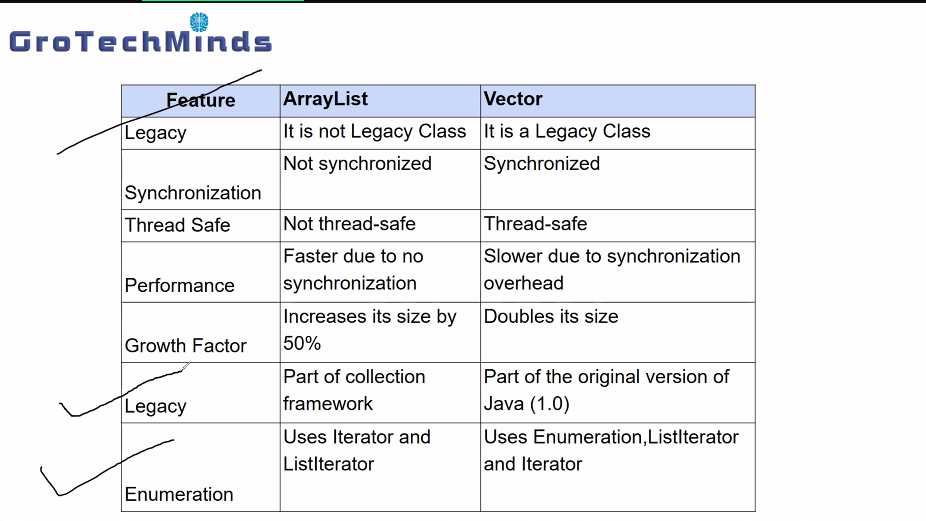 GroTechMinds
Feature ArrayList Vector
Legacy It is not Legacy Class It is a Legacy Class
Not synchronized Synchronized
Synchronization
Thread Safe Not thread-safe Thread-safe
Faster due to no Slower due to synchronization
synchronization overhead
Performance
Increases its size by Doubles its size
50%
Growth Factor
Part of collection Part of the original version of
framework Java (1.0)
Legacy
Uses Iterator and Uses Enumeration,ListIterator
ListIterator and Iterator
Enumeration